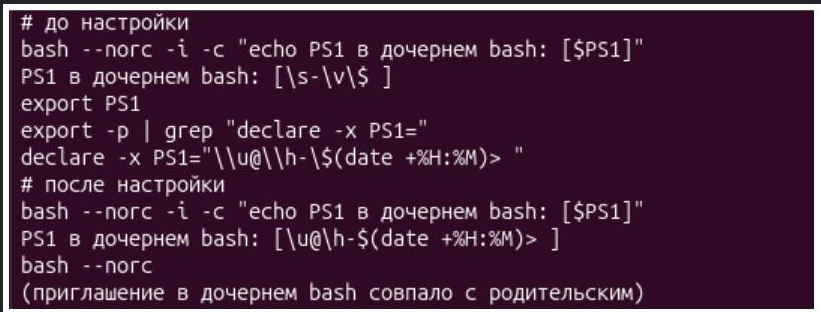 # до настройки
bash --norc -i -c "echo PS1 в дочернем bash: [$PS1]"
PS1 в дочернем bash: [\s-\v\$ ]
export PS1
export -p | grep "declare -x PS1="
declare -x PS1="\\u@\\h-\$(date +%H:%M)> "
# после настройки
bash --norc -i -c "echo PS1 в дочернем bash: [$PS1]"
PS1 в дочернем bash: [\u@\h-$(date +%H:%M)> ]
bash --norc
(приглашение в дочернем bash совпало с родительским)